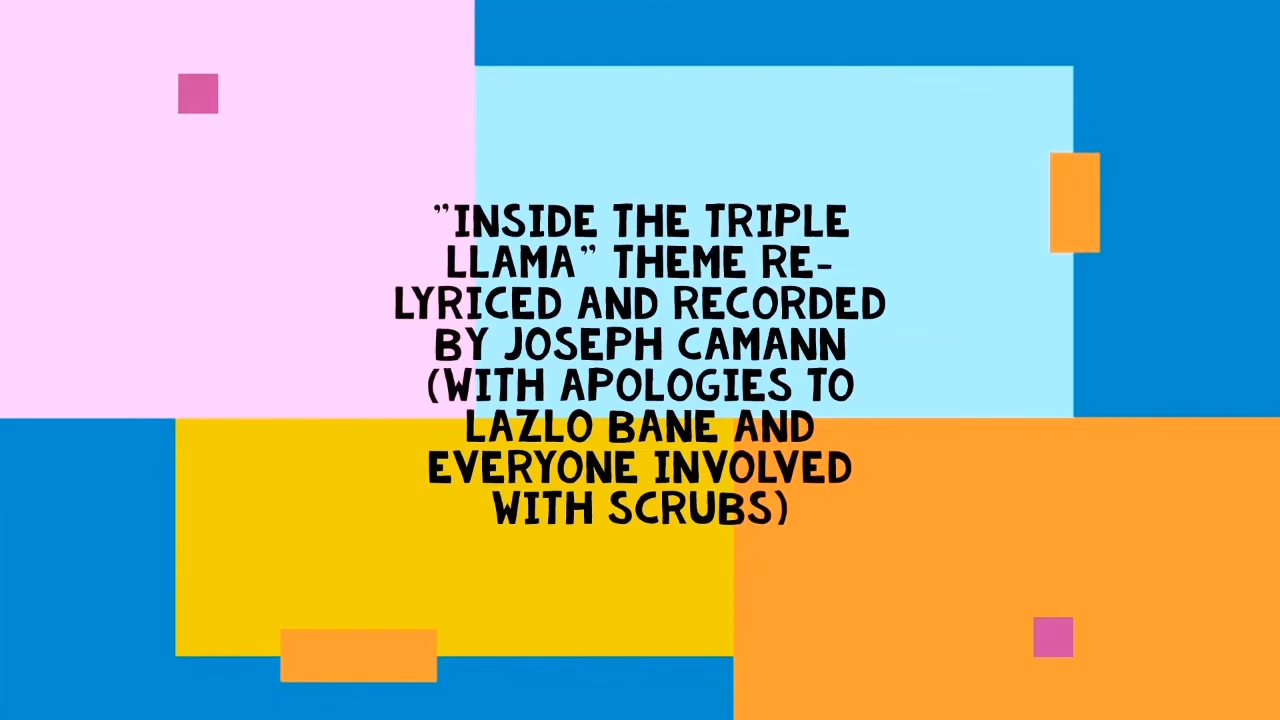 ”INSIDE THE TRIPLE
LLAMA” THEME RE-
LYRICED AND RECORDED
BY JOSEPH CAMANN
(WITH APOLOGIES TO
LAZLO BANE AND
EVERYONE INVOLVED
WITH SCRUBS)